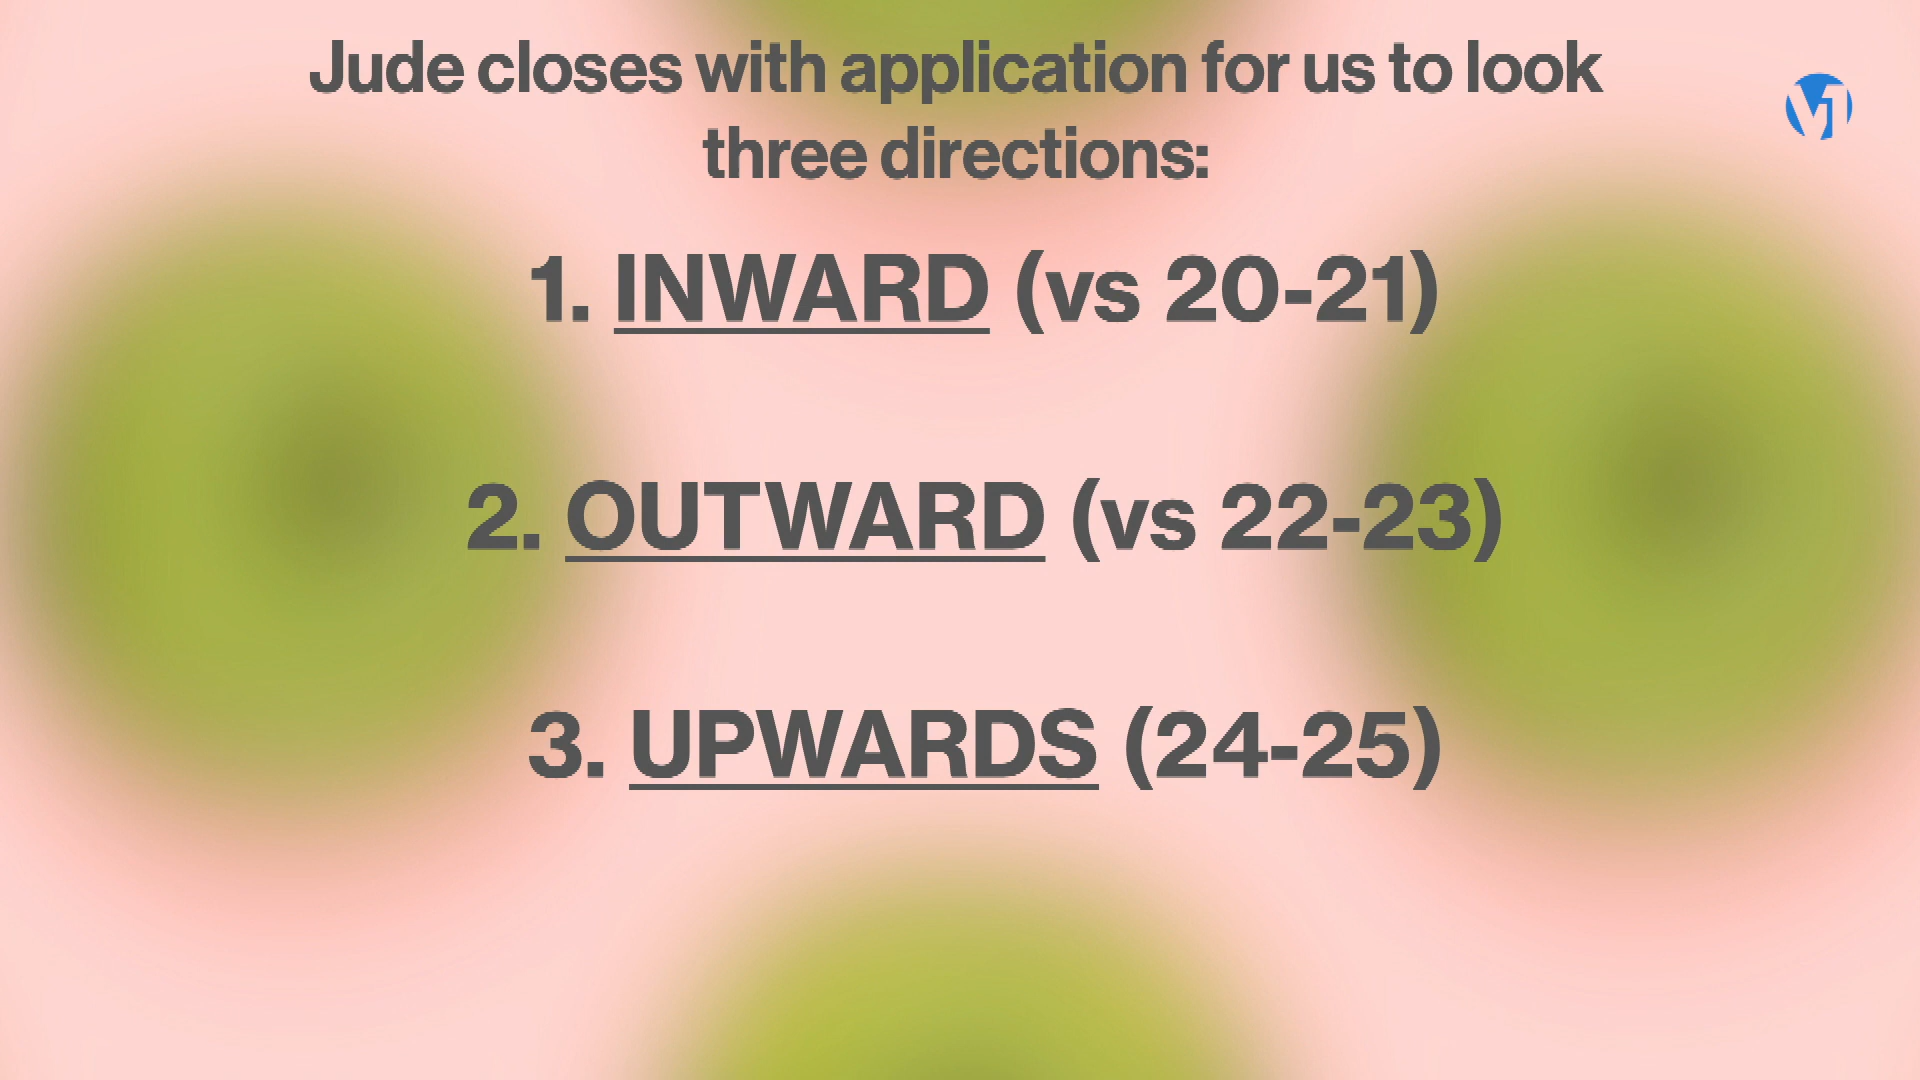 Jude closes with application for us to look
three directions:
1. INWARD (vs 20-21)
2. OUTWARD (vs 22-23)
3. UPWARDS (24-25)